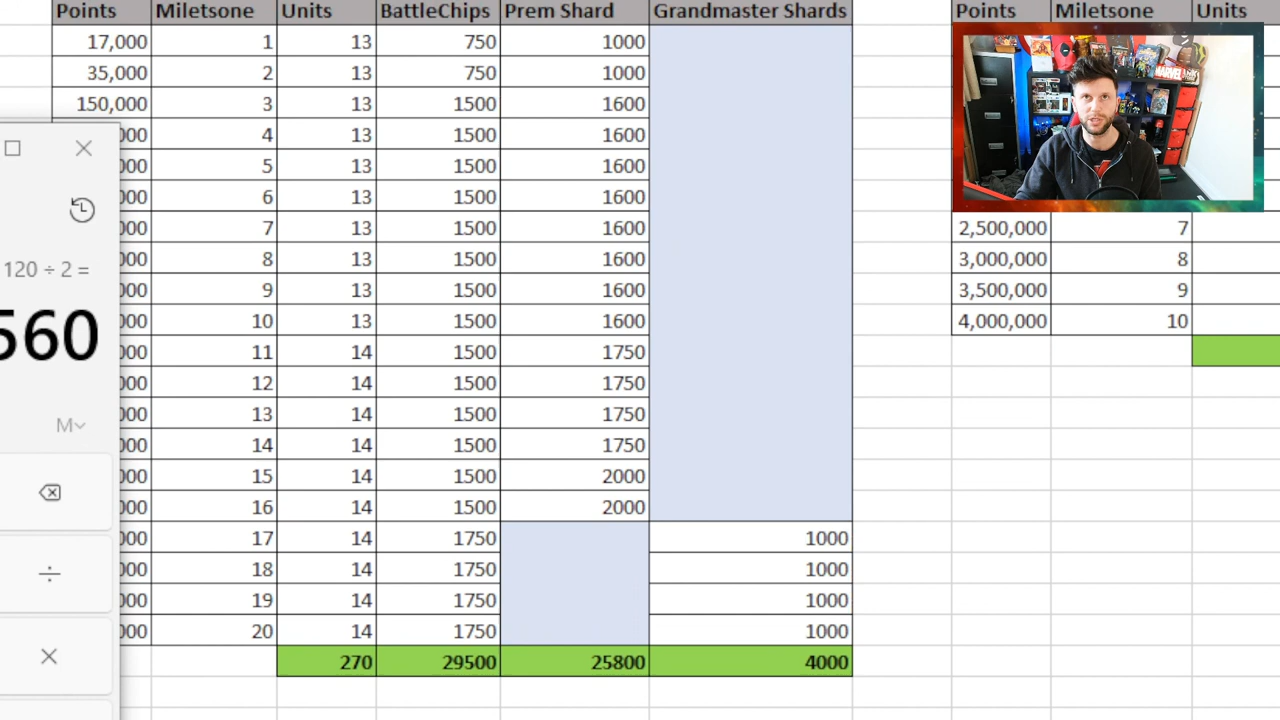 Points Miletsone Units BattleChips Prem Shard Grandmaster Shards Points Miletsone Units
17,000 1 13 750 1000
35,000 2 13 750 1000
150,000 3 13 1500 1600
000 4 13 1500 1600
000 5 13 1500 1600
000 6 13 1500 1600
000 7 13 1500 1600 2,500,000 7
000 8 13 1500 1600 3,000,000 8
000 9 13 1500 1600 3,500,000 9
000 10 13 1500 1600 4,000,000 10
000 11 14 1500 1750
000 12 14 1500 1750
000 13 14 1500 1750
000 14 14 1500 1750
000 15 14 1500 2000
000 16 14 1500 2000
000 17 14 1750 1000
000 18 14 1750 1000
000 19 14 1750 1000
000 20 14 1750 1000
270 29500 25800 4000
120 ÷ 2 =
560
M
÷
×
MARVEL